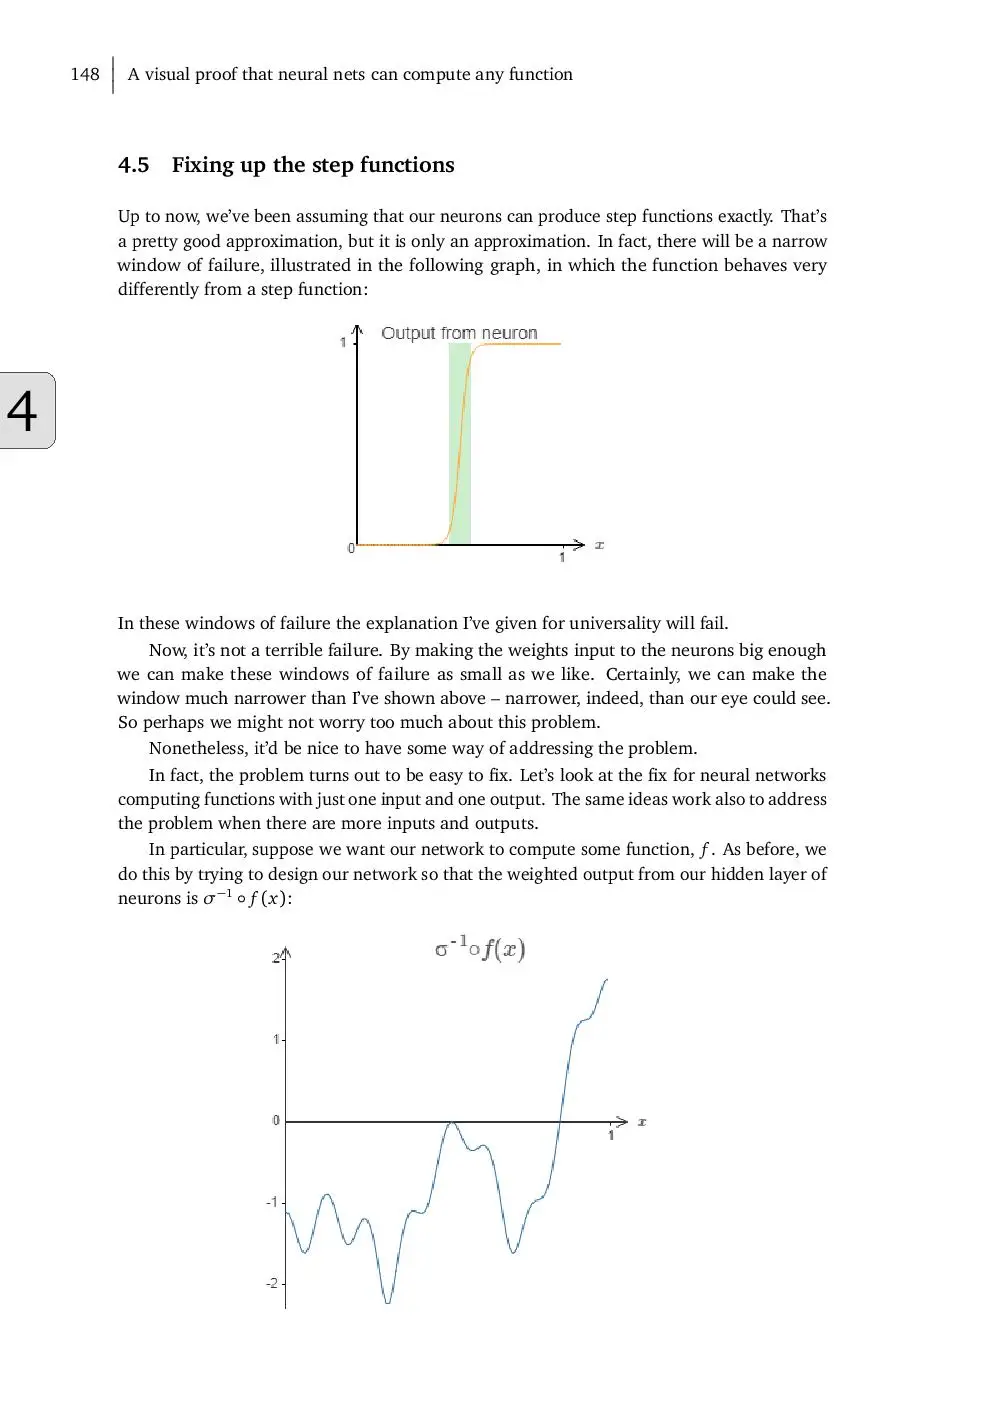 148 A visual proof that neural nets can compute any function
4.5 Fixing up the step functions
Up to now, we've been assuming that our neurons can produce step functions exactly. That's
a pretty good approximation, but it is only an approximation. In fact, there will be a narrow
window of failure, illustrated in the following graph, in which the function behaves very
differently from a step function:
Output from neuron
1
4
0
1
x
In these windows of failure the explanation I've given for universality will fail.
Now, it's not a terrible failure. By making the weights input to the neurons big enough
we can make these windows of failure as small as we like. Certainly, we can make the
window much narrower than I've shown above – narrower, indeed, than our eye could see.
So perhaps we might not worry too much about this problem.
Nonetheless, it'd be nice to have some way of addressing the problem.
In fact, the problem turns out to be easy to fix. Let's look at the fix for neural networks
computing functions with just one input and one output. The same ideas work also to address
the problem when there are more inputs and outputs.
In particular, suppose we want our network to compute some function, f. As before, we
do this by trying to design our network so that the weighted output from our hidden layer of
neurons is σ⁻¹ ∘ f(x):
σ⁻¹∘f(x)
2
1
0
x
1
-1
-2